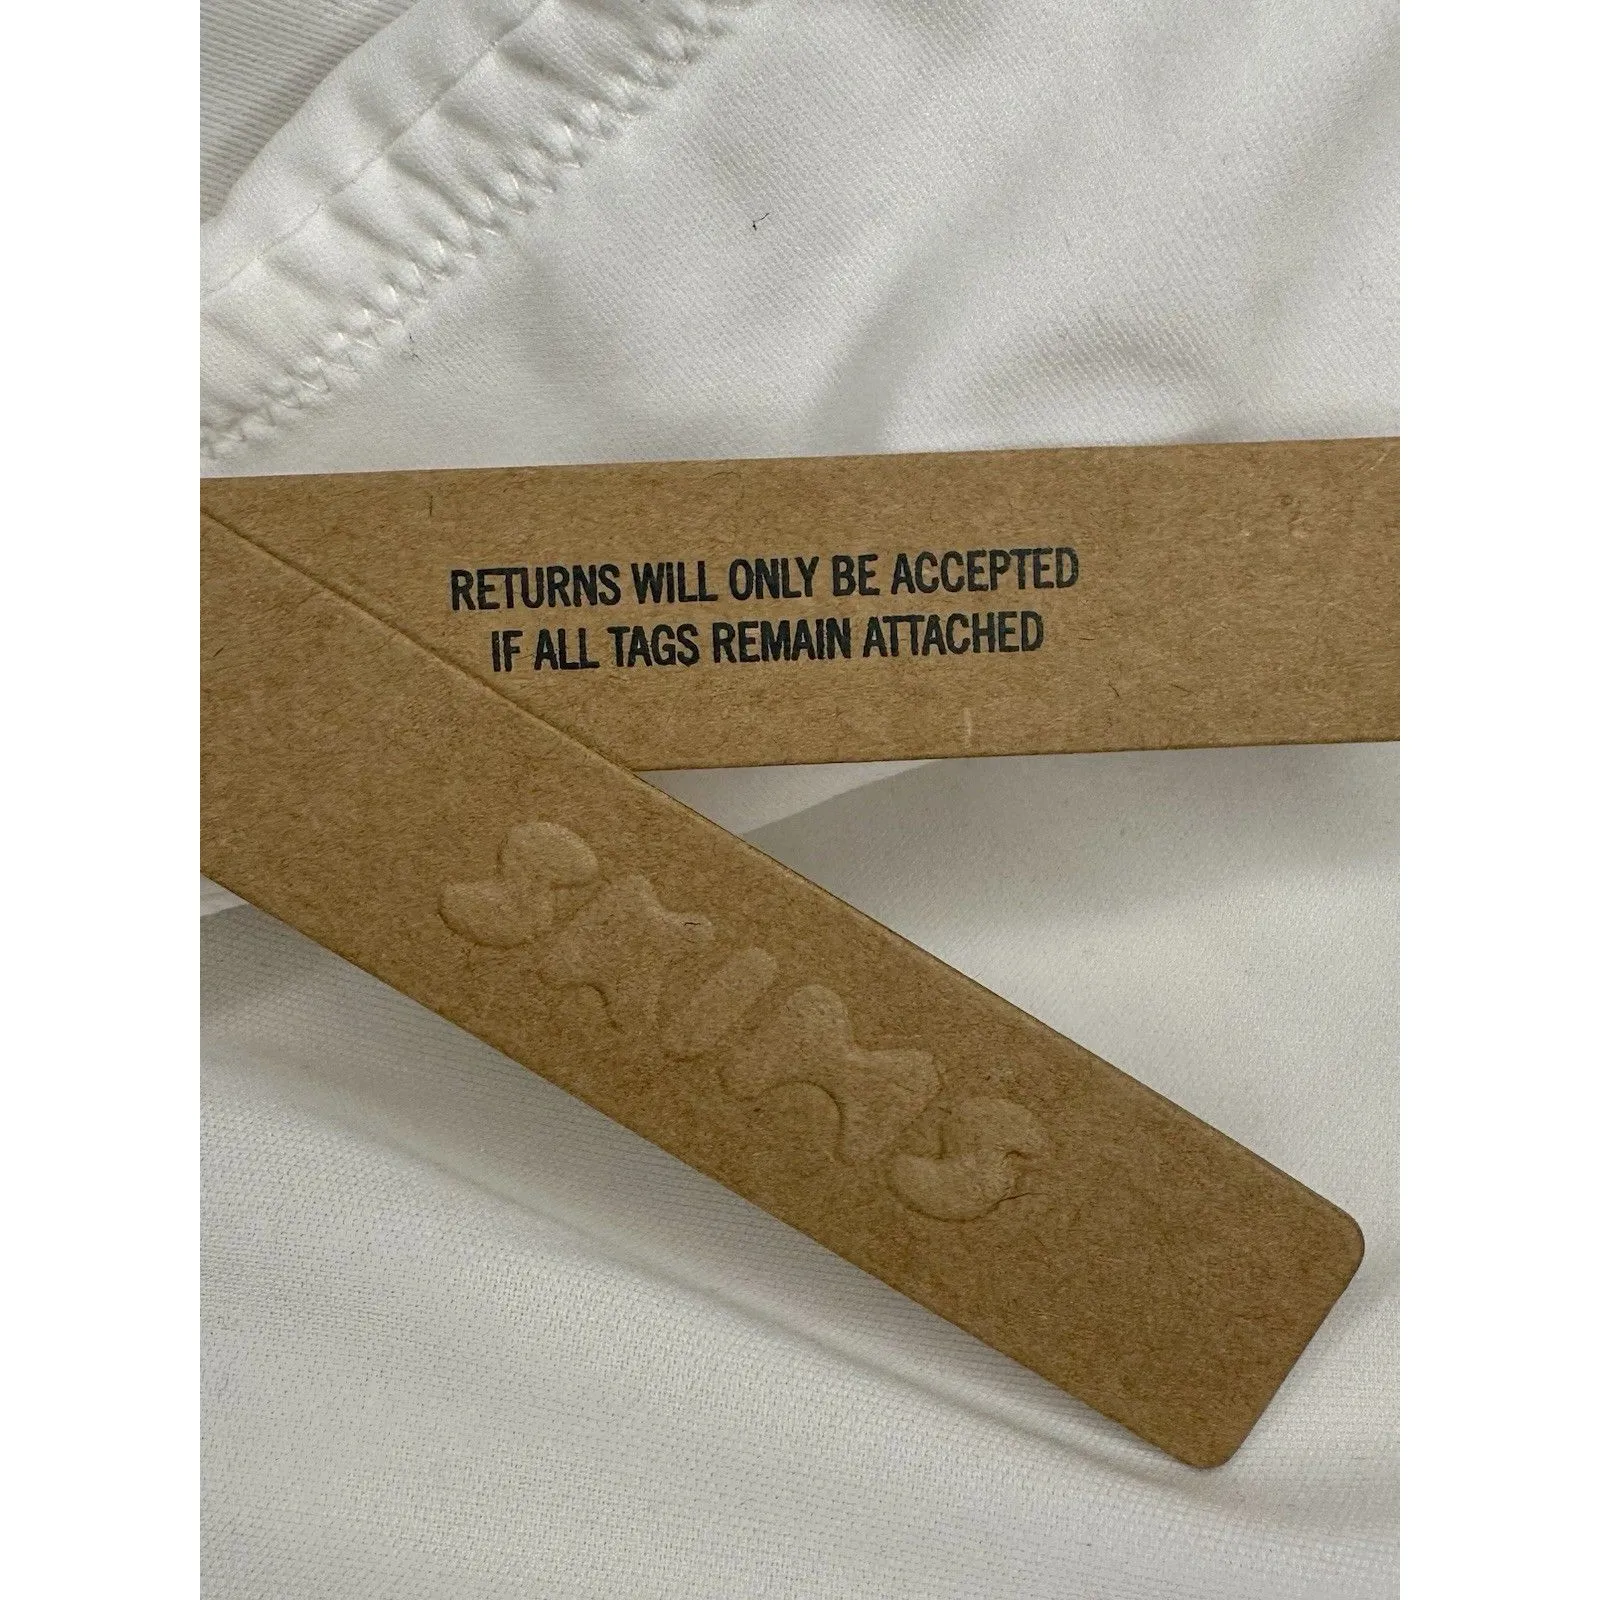 RETURNS WILL ONLY BE ACCEPTED
IF ALL TAGS REMAIN ATTACHED
SKIMS